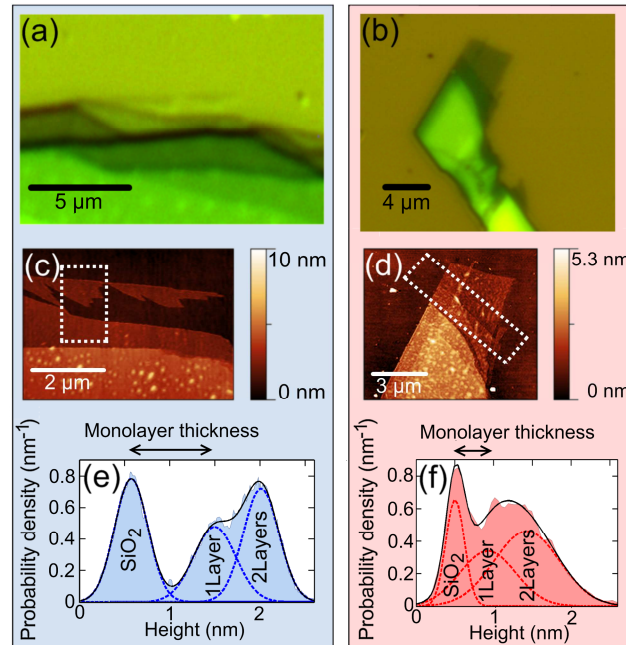 (a)
5 µm
(b)
4 µm
(c)
2 µm
10 nm
0 nm
(d)
3 µm
5.3 nm
0 nm
Monolayer thickness
(e)
Probability density (nm⁻¹)
0.8
0.6
0.4
0.2
0
0
1
2
SiO₂
1Layer
2Layers
Height (nm)
Monolayer thickness
(f)
Probability density (nm⁻¹)
0.8
0.6
0.4
0.2
0
0
1
2
SiO₂
1Layer
2Layers
Height (nm)